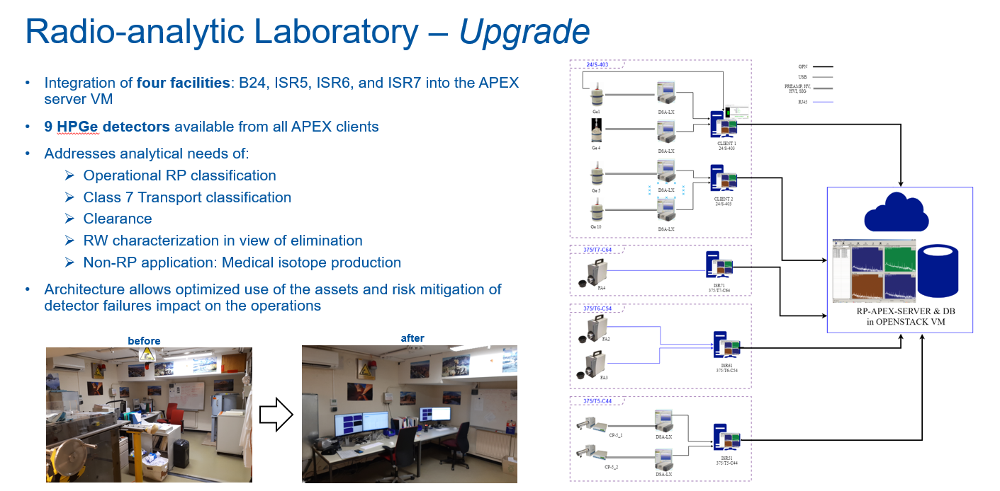 Radio-analytic Laboratory – Upgrade
• Integration of four facilities: B24, ISR5, ISR6, and ISR7 into the APEX
server VM
• 9 HPGe detectors available from all APEX clients
• Addresses analytical needs of:
➢ Operational RP classification
➢ Class 7 Transport classification
➢ Clearance
➢ RW characterization in view of elimination
➢ Non-RP application: Medical isotope production
• Architecture allows optimized use of the assets and risk mitigation of
detector failures impact on the operations
before
after
24/S-403
Ge1
DSA-LX
Ge 4
DSA-LX
CLIENT 1
24/S-403
Ge 5
DSA-LX
CLIENT 2
24/S-403
Ge 10
DSA-LX
GPN
USB
PREAMP, HV,
HVI, SIG
RJ45
375/T7-C64
FA4
ISR71
375/T7-C64
375/T6-C54
FA2
FA3
ISR61
375/T6-C54
375/T5-C44
CP-5_1
DSA-LX
CP-5_2
DSA-LX
ISR51
375/T5-C44
RP-APEX-SERVER & DB
in OPENSTACK VM